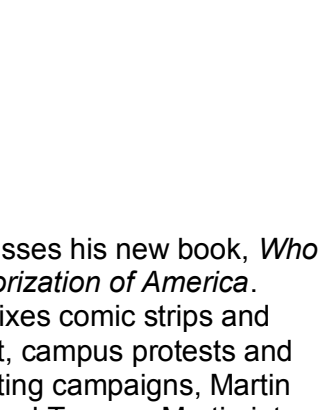 sses his new book, Who
orization of America.
ixes comic strips and
t, campus protests and
ting campaigns, Martin